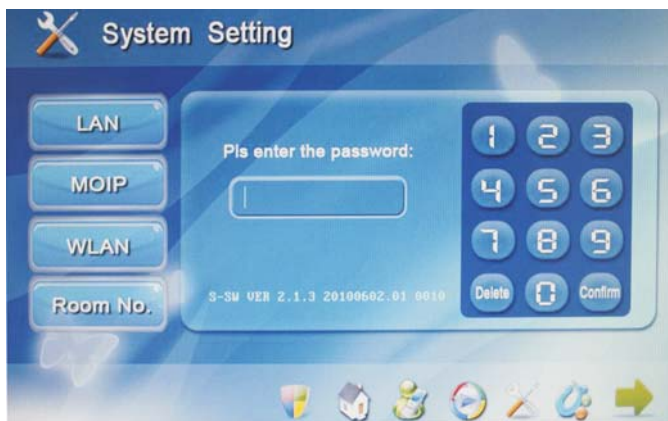 System Setting
LAN
MOIP
WLAN
Room No.
Pls enter the password:
S-SW VER 2.1.3 20100602.01 0010
1 2 3
4 5 6
7 8 9
Delete 0 Confirm